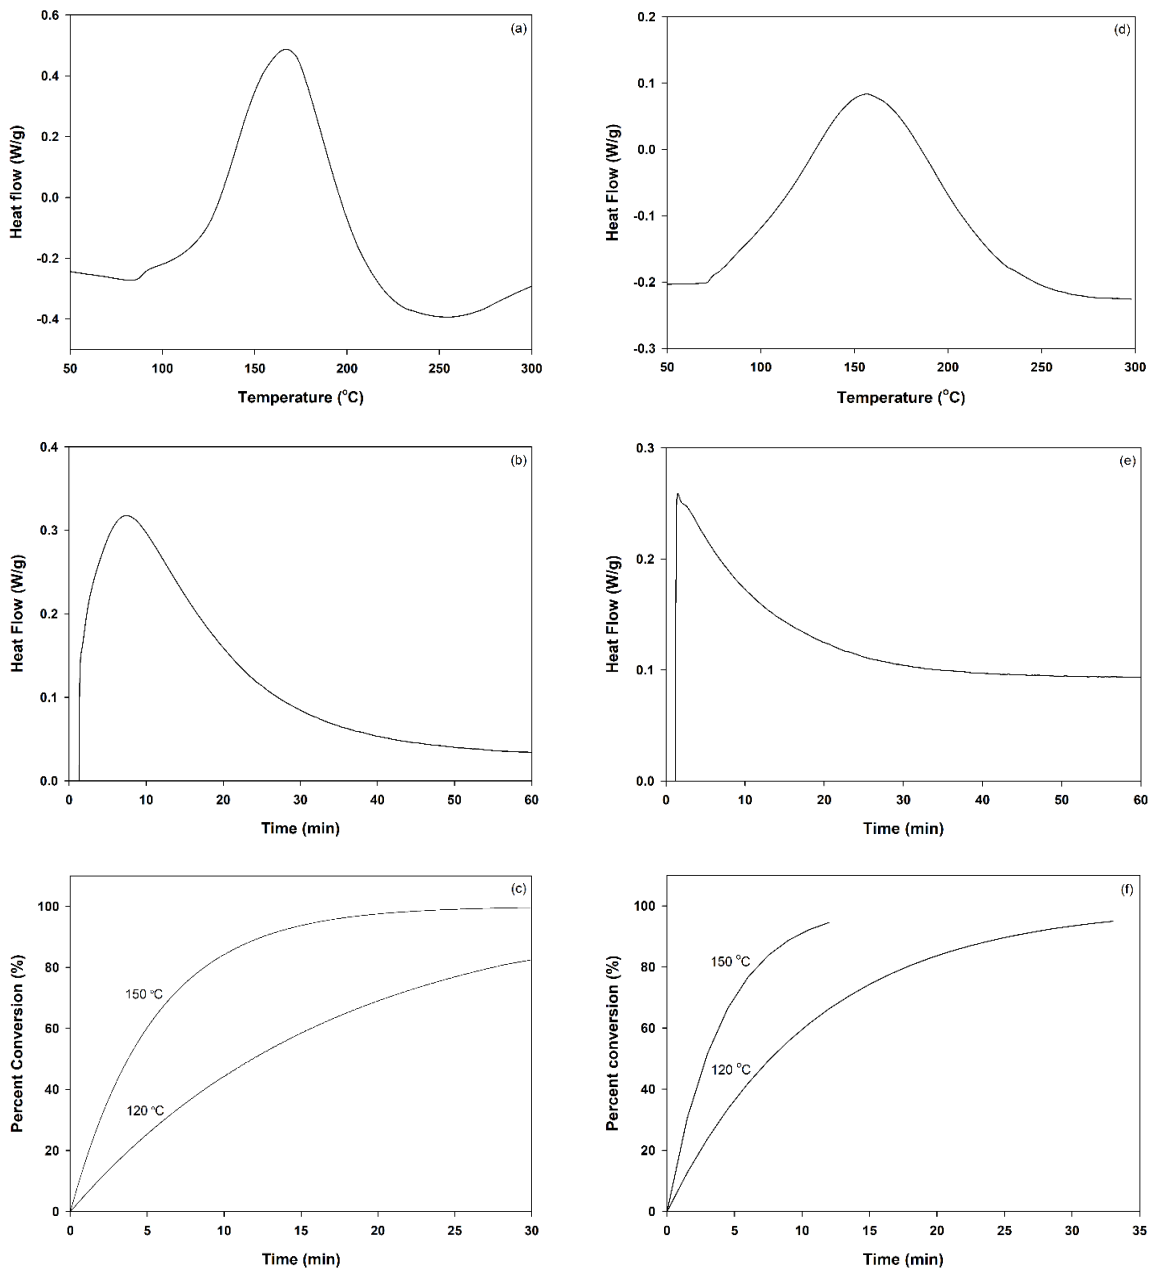 (a)
0.6
0.4
0.2
0.0
-0.2
-0.4
Heat flow (W/g)
50 100 150 200 250 300
Temperature (°C)
(d)
0.2
0.1
0.0
-0.1
-0.2
-0.3
Heat Flow (W/g)
50 100 150 200 250 300
Temperature (°C)
(b)
0.4
0.3
0.2
0.1
0.0
Heat Flow (W/g)
0 10 20 30 40 50 60
Time (min)
(e)
0.3
0.2
0.1
0.0
Heat Flow (W/g)
0 10 20 30 40 50 60
Time (min)
(c)
100
80
60
40
20
0
Percent Conversion (%)
150 °C
120 °C
0 5 10 15 20 25 30
Time (min)
(f)
100
80
60
40
20
0
Percent conversion (%)
150 °C
120 °C
0 5 10 15 20 25 30 35
Time (min)